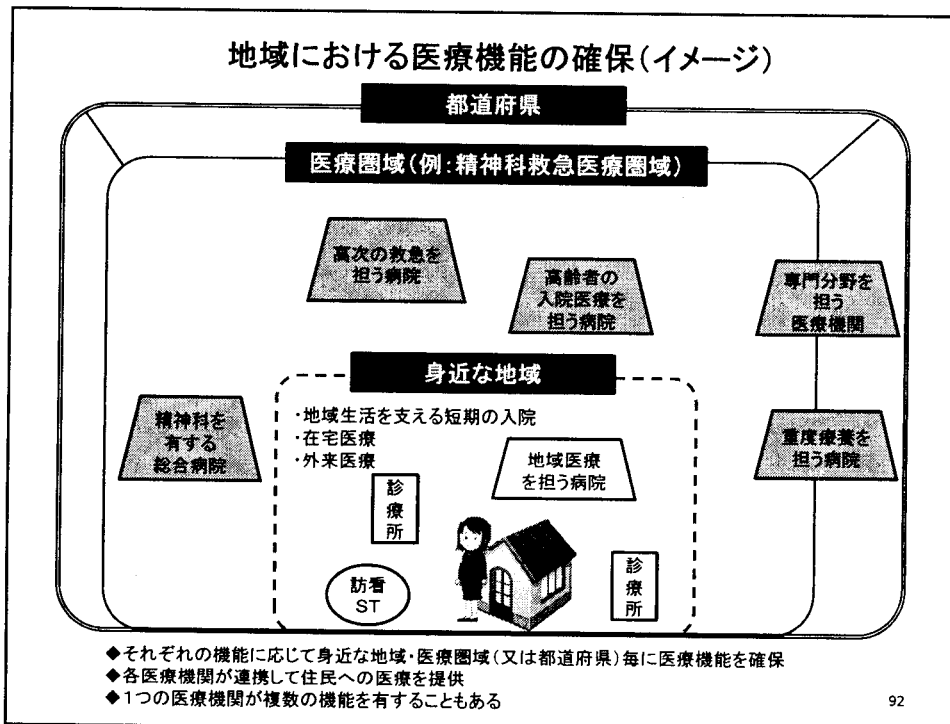 地域における医療機能の確保(イメージ)
都道府県
医療圏域(例:精神科救急医療圏域)
高次の救急を
担う病院
高齢者の
入院医療を
担う病院
専門分野を
担う
医療機関
身近な地域
精神科を
有する
総合病院
・地域生活を支える短期の入院
・在宅医療
・外来医療
地域医療
を担う病院
重度療養を
担う病院
診
療
所
訪看
ST
診
療
所
◆それぞれの機能に応じて身近な地域・医療圏域(又は都道府県)毎に医療機能を確保
◆各医療機関が連携して住民への医療を提供
◆1つの医療機関が複数の機能を有することもある
92